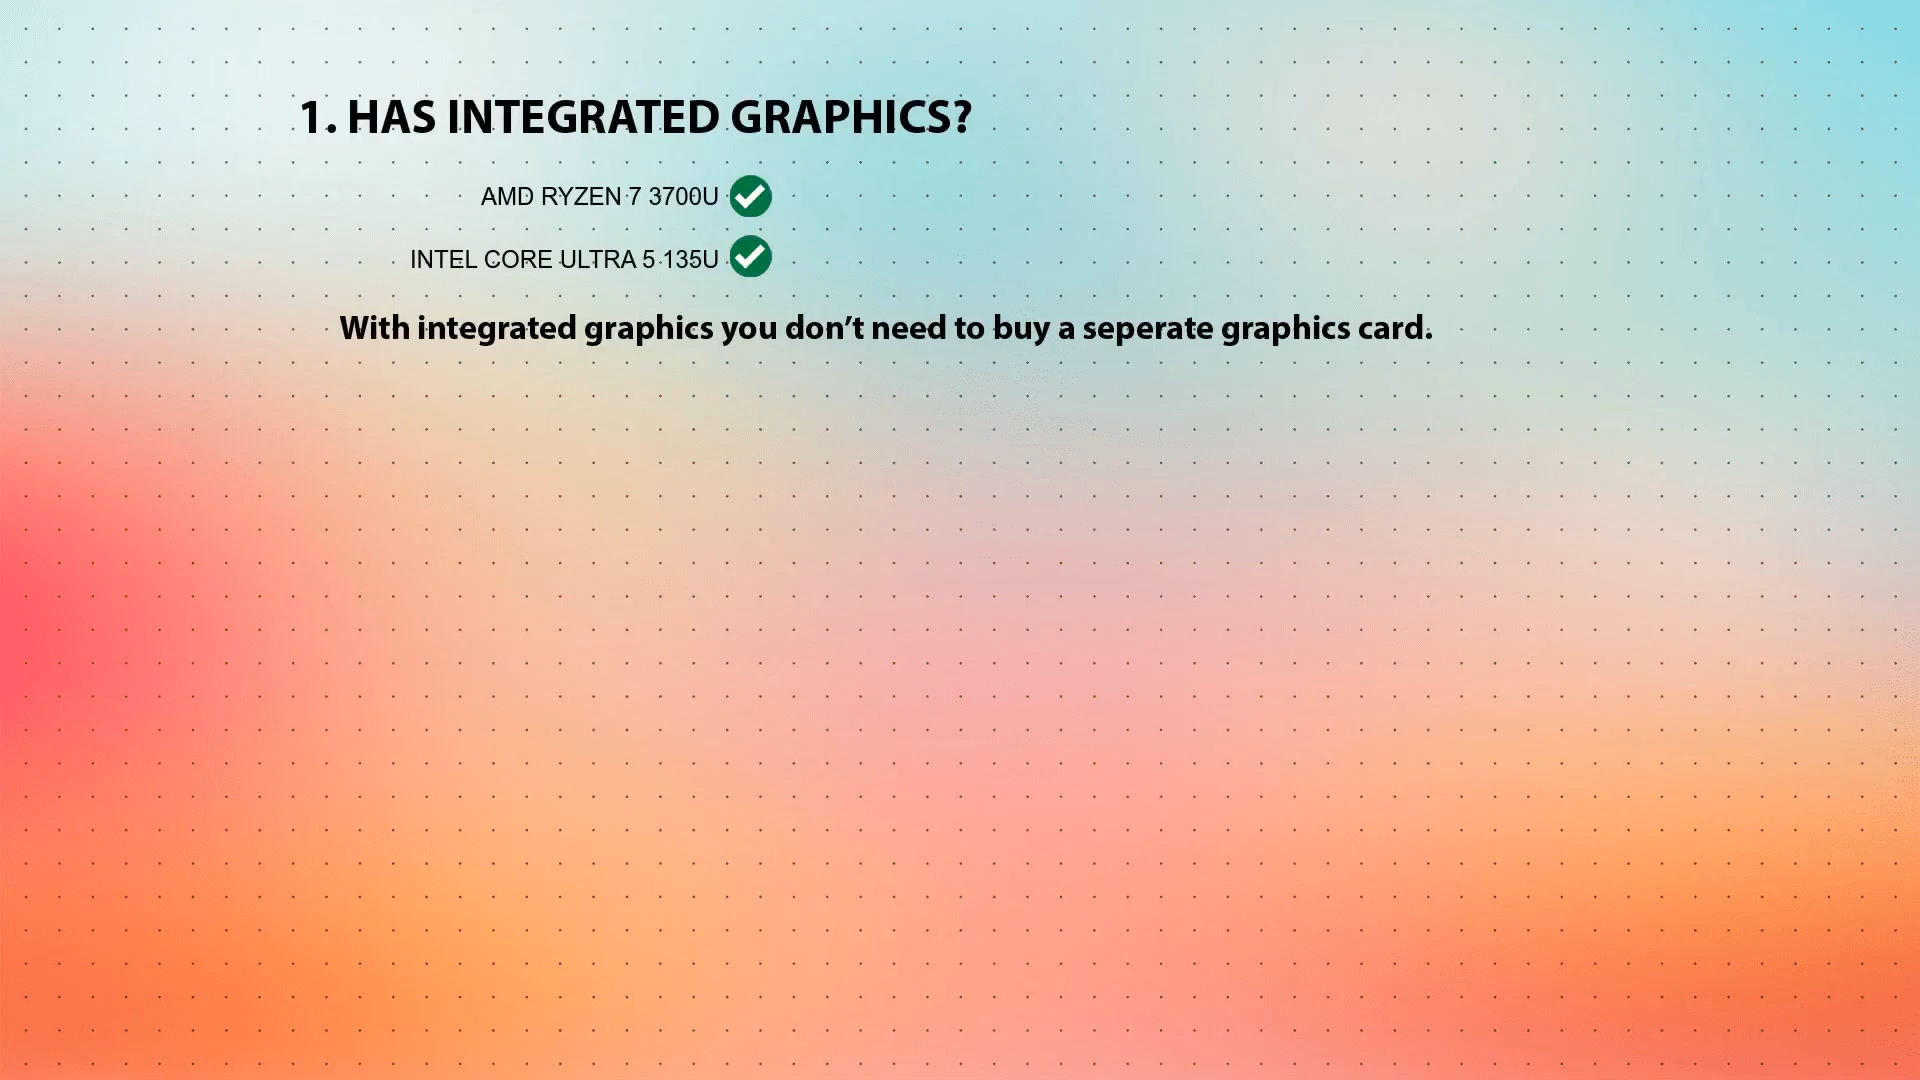 1. HAS INTEGRATED GRAPHICS?
AMD RYZEN 7 3700U
INTEL CORE ULTRA 5 135U
With integrated graphics you don’t need to buy a seperate graphics card.